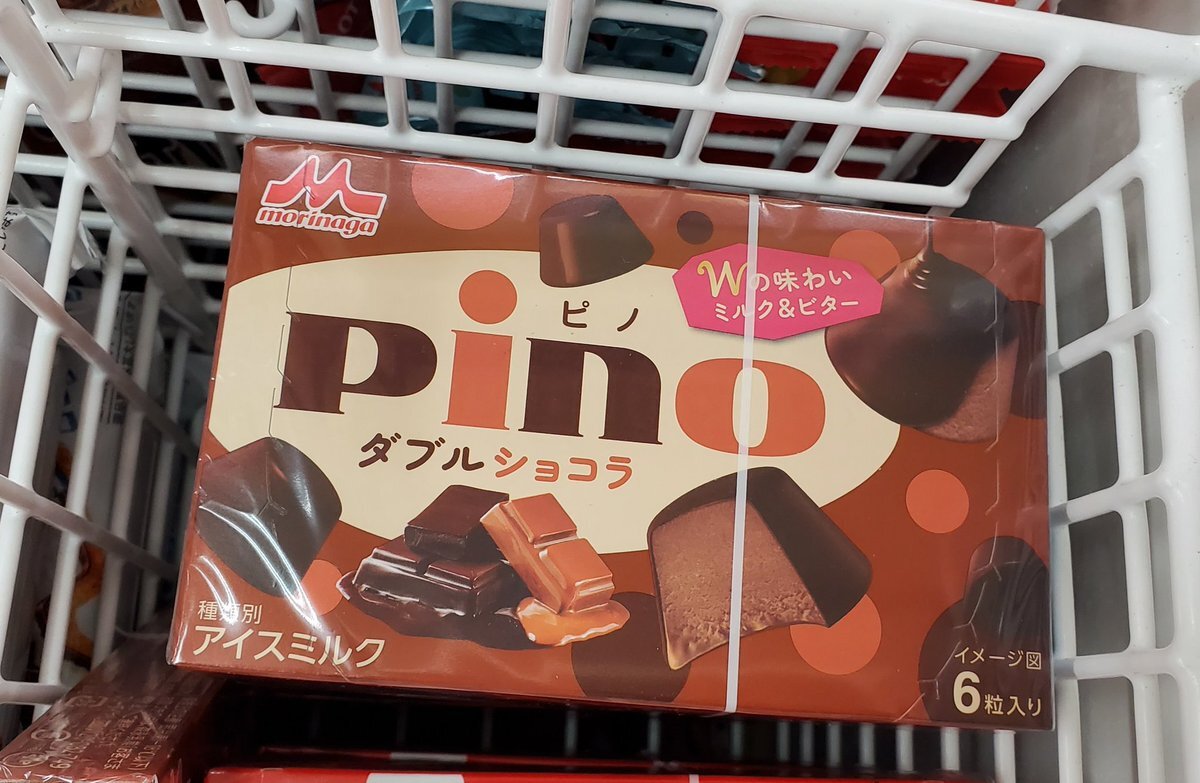 morinaga
ピノ
Pino
Wの味わい
ミルク&ビター
ダブルショコラ
種類別
アイスミルク
イメージ図
6粒入り